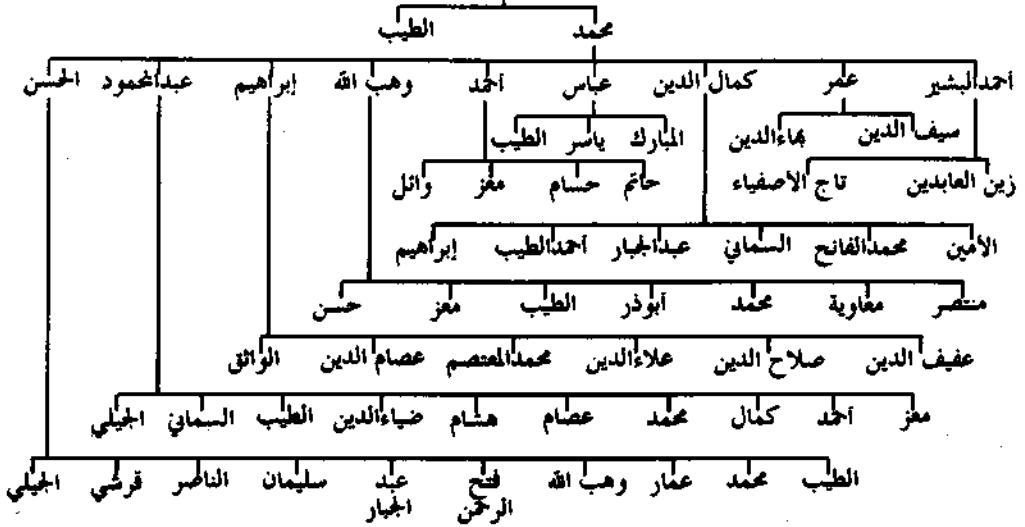 محمد الطيب
أحمد البشير عمر كمال الدين عباس أحمد وهب الله إبراهيم عبدالمحمود الحسن
سيف الدين بهاءالدين المبارك ياسر الطيب
زين العابدين تاج الأصفياء حاتم حسام معز وائل
الأمين محمدالفاتح السماني عبدالجبار أحمدالطيب إبراهيم
منتصر معاوية محمد أبوذر الطيب معز حسن
عفيف الدين صلاح الدين علاءالدين محمدالمعتصم عصام الدين الواثق
معز أحمد كمال محمد عصام هشام ضياءالدين الطيب السماني الجيلي
الطيب محمد عمار وهب الله فتح الرحمن عبد الجبار سليمان الناصر قرشي الجيلي